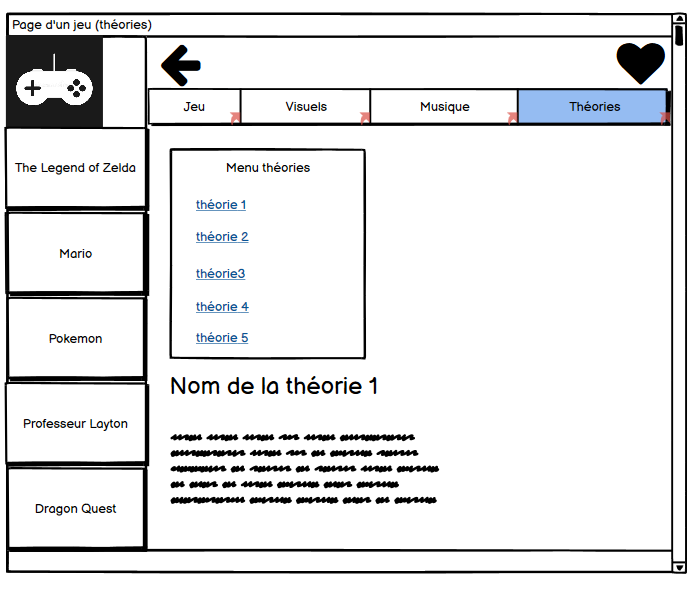 Page d'un jeu (théories)
Jeu
Visuels
Musique
Théories
The Legend of Zelda
Mario
Pokemon
Professeur Layton
Dragon Quest
Menu théories
théorie 1
théorie 2
théorie3
théorie 4
théorie 5
Nom de la théorie 1